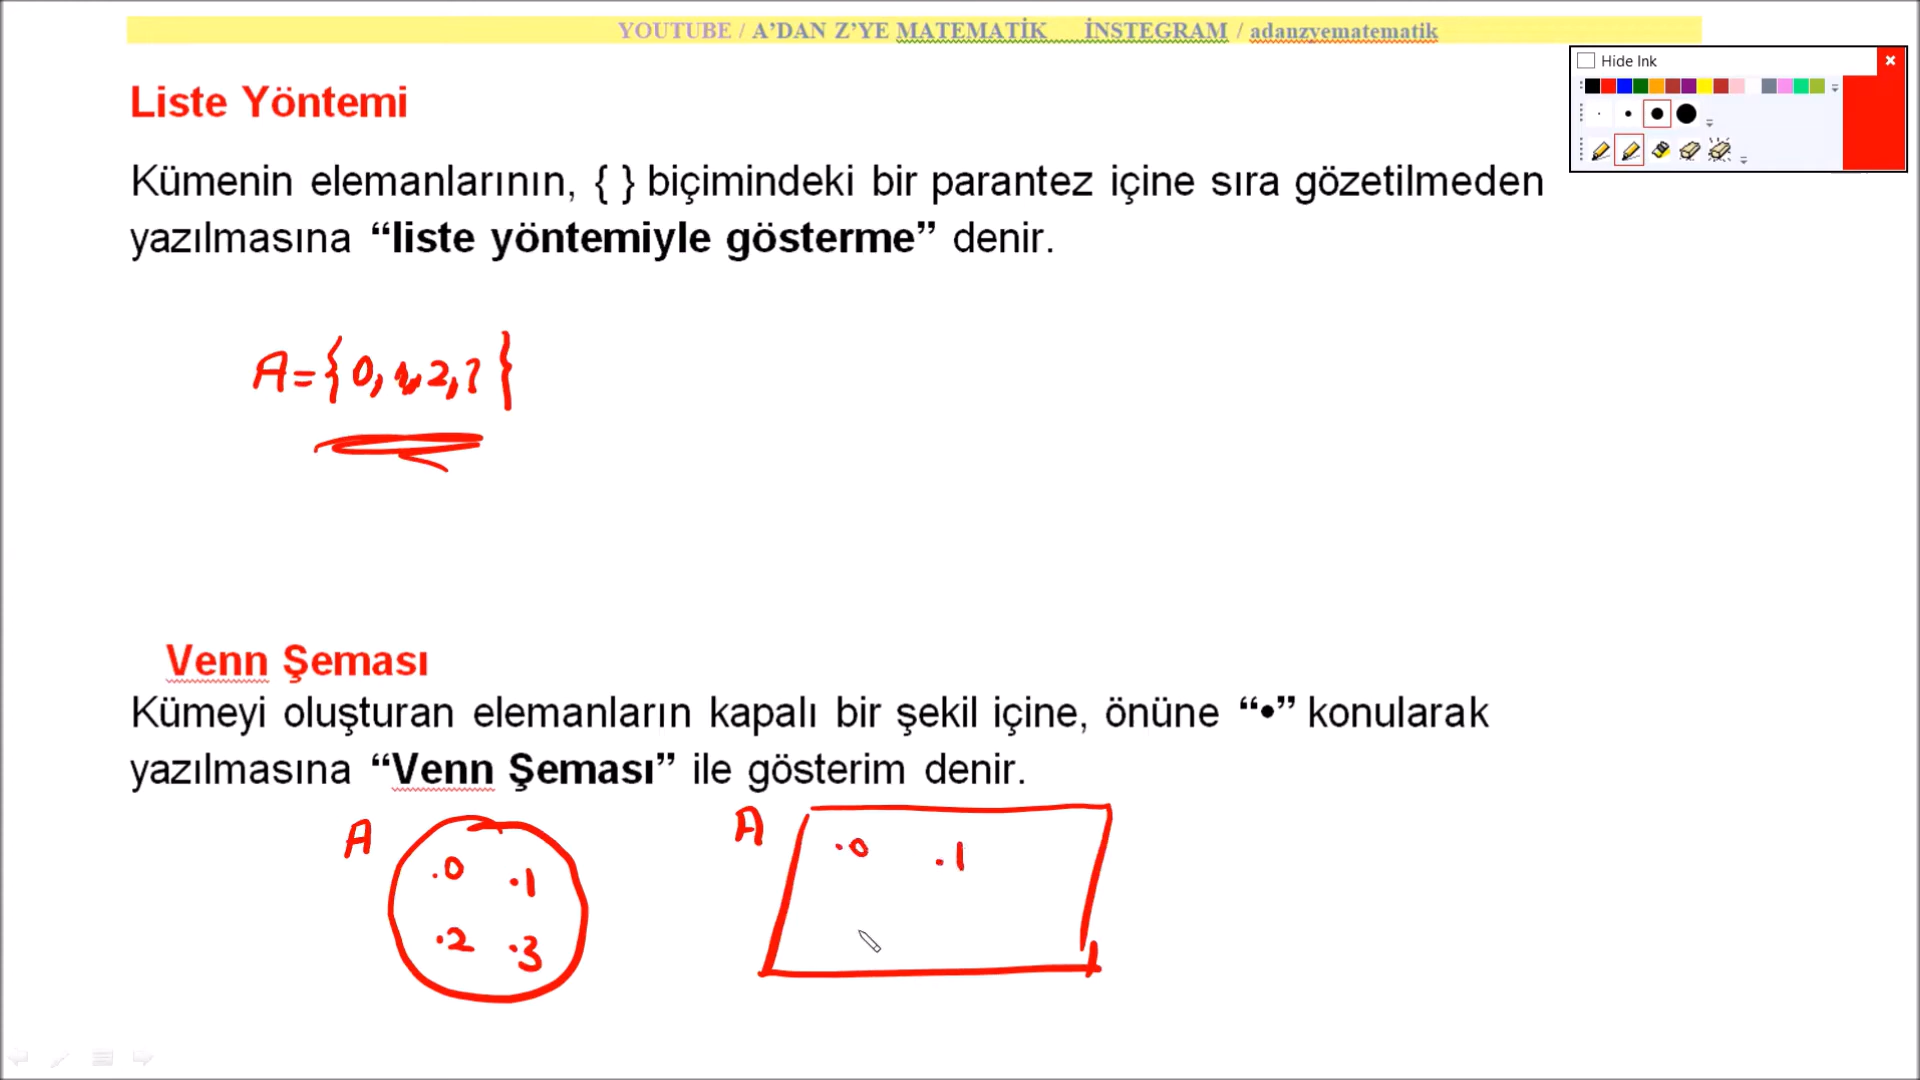 YOUTUBE / A’DAN Z’YE MATEMATİK İNSTEGRAM / adanzyematematik
Hide Ink
Liste Yöntemi
Kümenin elemanlarının, { } biçimindeki bir parantez içine sıra gözetilmeden
yazılmasına “liste yöntemiyle gösterme” denir.
A={0,1,2,3}
Venn Şeması
Kümeyi oluşturan elemanların kapalı bir şekil içine, önüne “•” konularak
yazılmasına “Venn Şeması” ile gösterim denir.
A .0 .1
.2 .3
A .0 .1